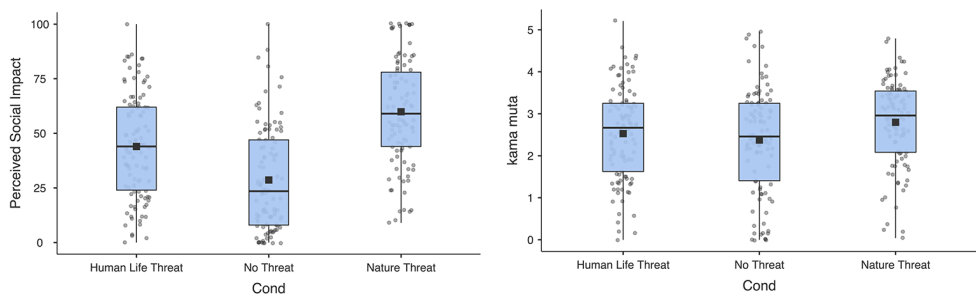 Perceived Social Impact
100
75
50
25
0
Human Life Threat
No Threat
Nature Threat
Cond
kama muta
5
4
3
2
1
0
Human Life Threat
No Threat
Nature Threat
Cond